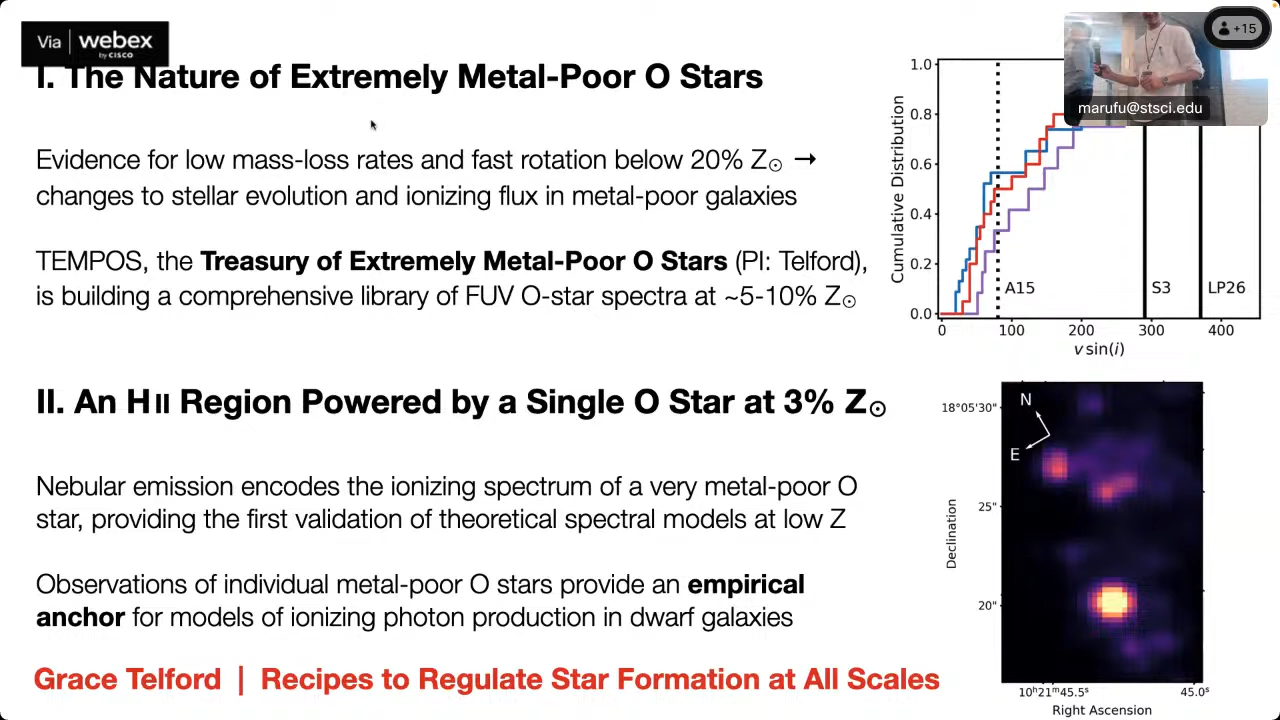 Via webex
by CISCO
+15
marufu@stsci.edu
I. The Nature of Extremely Metal-Poor O Stars
Evidence for low mass-loss rates and fast rotation below 20% Z☉ →
changes to stellar evolution and ionizing flux in metal-poor galaxies
TEMPOS, the Treasury of Extremely Metal-Poor O Stars (PI: Telford),
is building a comprehensive library of FUV O-star spectra at ~5-10% Z☉
Cumulative Distribution
1.0
0.8
0.6
0.4
0.2
0.0
A15
S3
LP26
0 100 200 300 400
v sin(i)
II. An H II Region Powered by a Single O Star at 3% Z☉
Nebular emission encodes the ionizing spectrum of a very metal-poor O
star, providing the first validation of theoretical spectral models at low Z
Observations of individual metal-poor O stars provide an empirical
anchor for models of ionizing photon production in dwarf galaxies
N
E
Declination
18°05'30"
25"
20"
10ʰ21ᵐ45.5ˢ 45.0ˢ
Right Ascension
Grace Telford | Recipes to Regulate Star Formation at All Scales